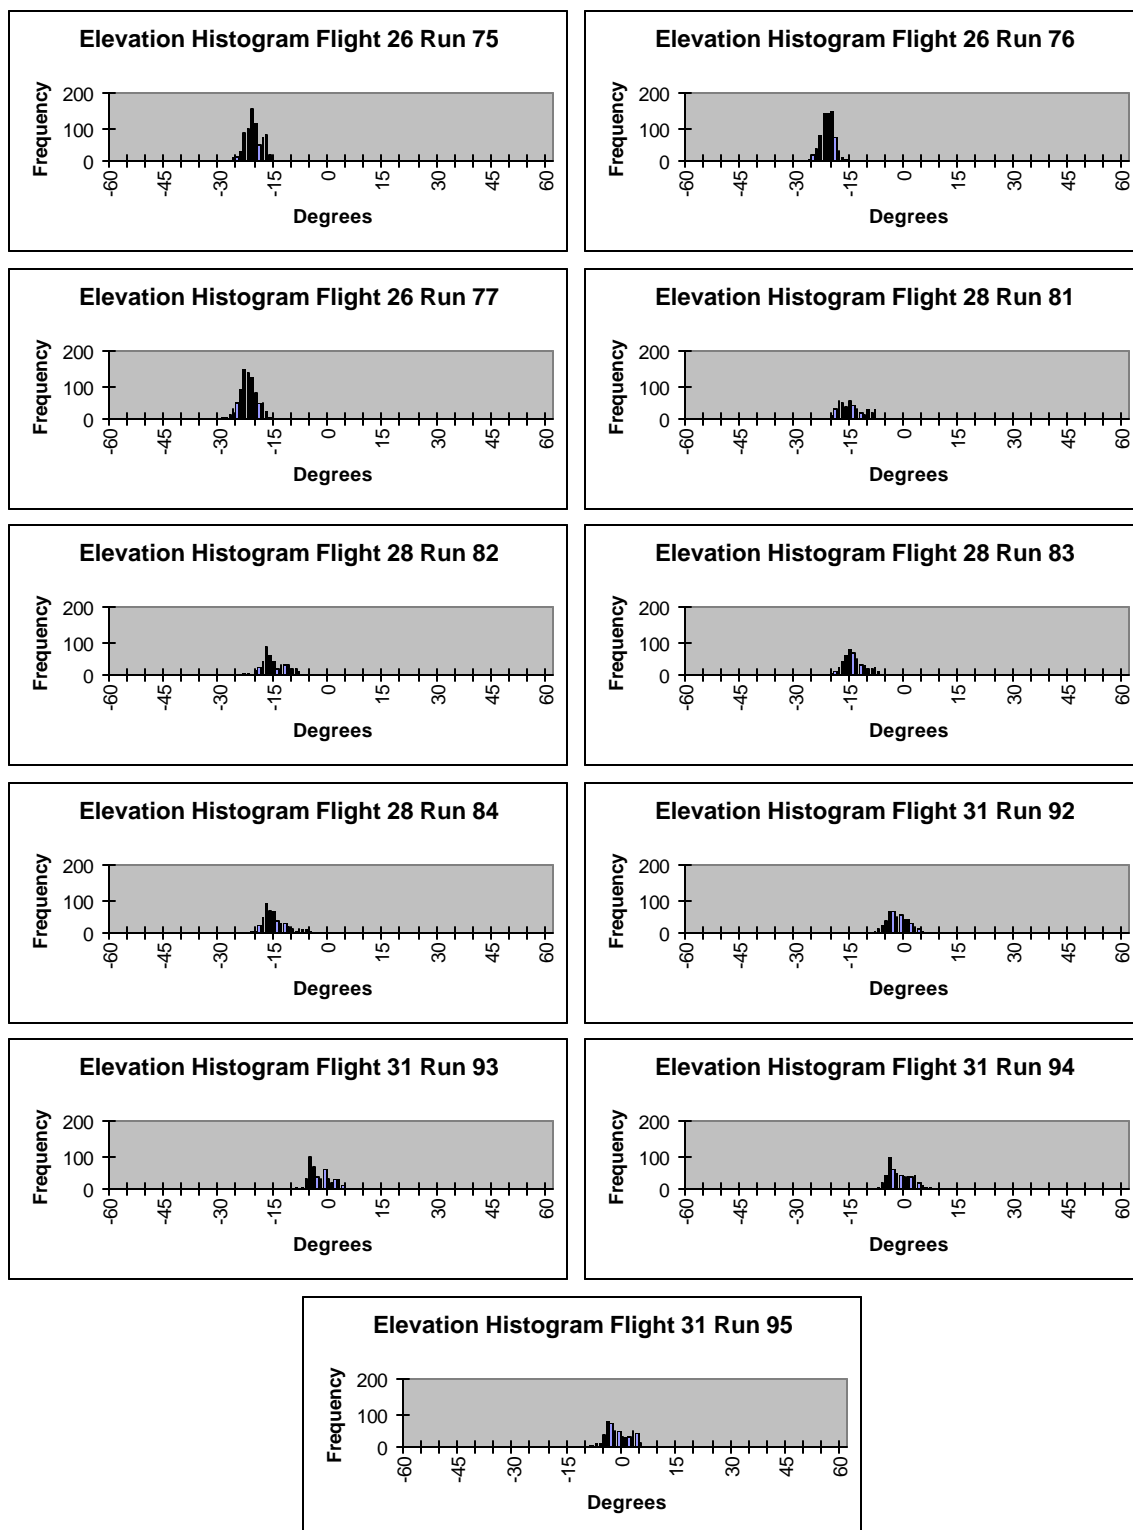 Elevation Histogram Flight 26 Run 75
Frequency
200
100
0
-60 -45 -30 -15 0 15 30 45 60
Degrees
Elevation Histogram Flight 26 Run 76
Frequency
200
100
0
-60 -45 -30 -15 0 15 30 45 60
Degrees
Elevation Histogram Flight 26 Run 77
Frequency
200
100
0
-60 -45 -30 -15 0 15 30 45 60
Degrees
Elevation Histogram Flight 28 Run 81
Frequency
200
100
0
-60 -45 -30 -15 0 15 30 45 60
Degrees
Elevation Histogram Flight 28 Run 82
Frequency
200
100
0
-60 -45 -30 -15 0 15 30 45 60
Degrees
Elevation Histogram Flight 28 Run 83
Frequency
200
100
0
-60 -45 -30 -15 0 15 30 45 60
Degrees
Elevation Histogram Flight 28 Run 84
Frequency
200
100
0
-60 -45 -30 -15 0 15 30 45 60
Degrees
Elevation Histogram Flight 31 Run 92
Frequency
200
100
0
-60 -45 -30 -15 0 15 30 45 60
Degrees
Elevation Histogram Flight 31 Run 93
Frequency
200
100
0
-60 -45 -30 -15 0 15 30 45 60
Degrees
Elevation Histogram Flight 31 Run 94
Frequency
200
100
0
-60 -45 -30 -15 0 15 30 45 60
Degrees
Elevation Histogram Flight 31 Run 95
Frequency
200
100
0
-60 -45 -30 -15 0 15 30 45 60
Degrees